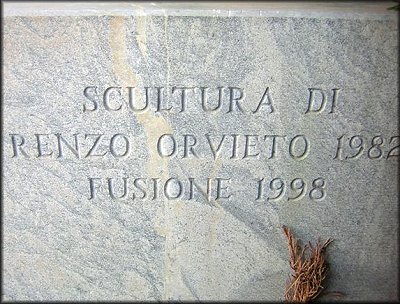 SCULTURA DI
RENZO ORVIETO 1982
FUSIONE 1998